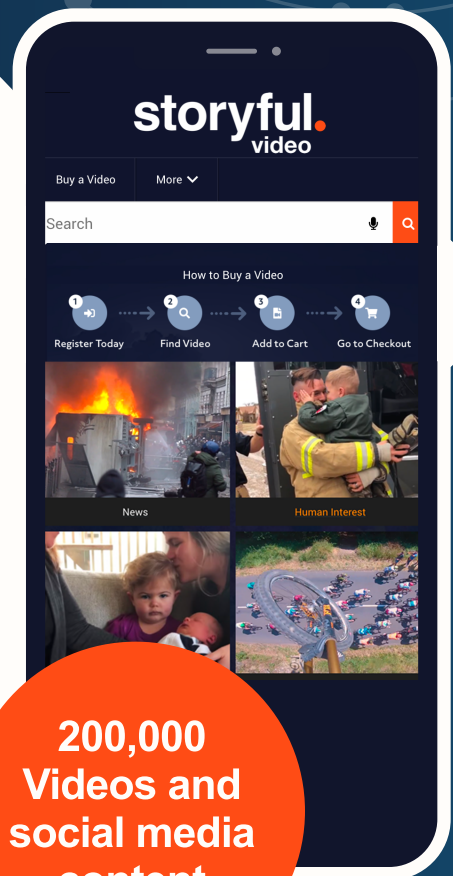 storyful.
video
Buy a Video More
Search
How to Buy a Video
1 2 3 4
Register Today Find Video Add to Cart Go to Checkout
News Human Interest
200,000
Videos and
social media
content